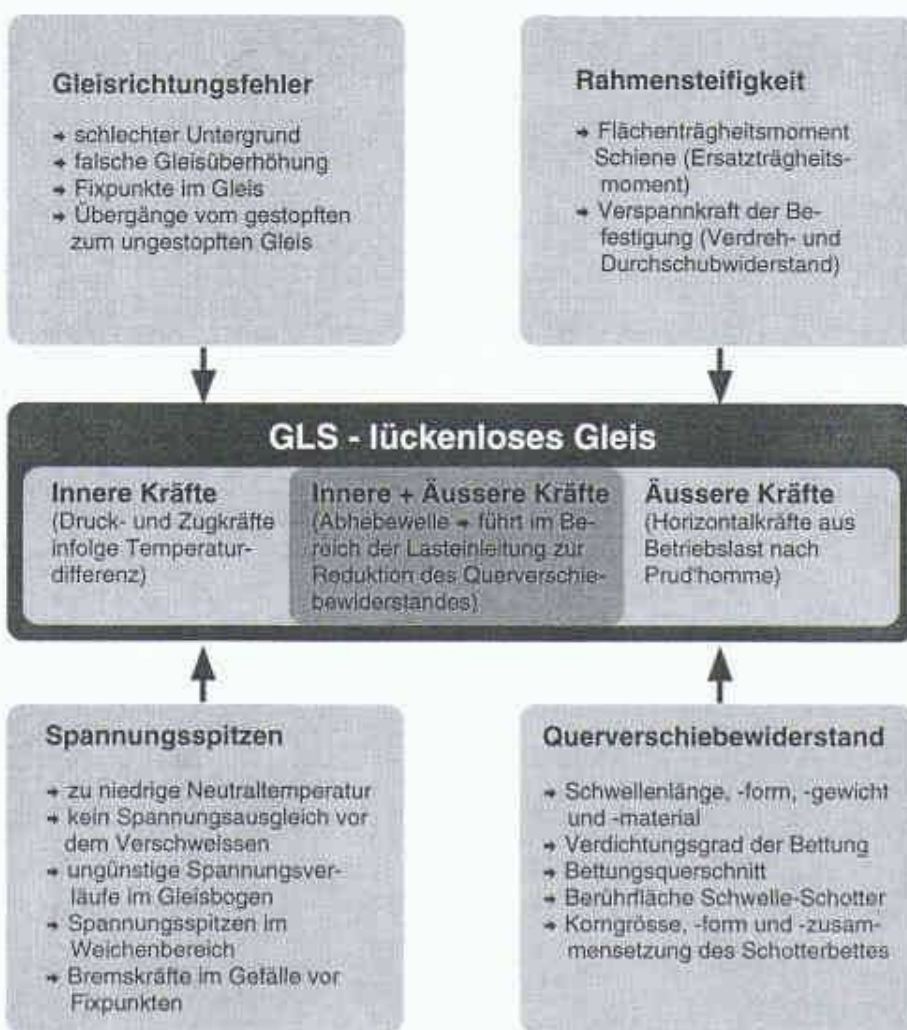 Gleisrichtungsfehler
→ schlechter Untergrund
→ falsche Gleisüberhöhung
→ Fixpunkte im Gleis
→ Übergänge vom gestopften
zum ungestopften Gleis
Rahmensteifigkeit
→ Flächenträgheitsmoment
Schiene (Ersatzträgheits-
moment)
→ Verspannkraft der Be-
festigung (Verdreh- und
Durchschubwiderstand)
GLS - lückenloses Gleis
Innere Kräfte
(Druck- und Zugkräfte
infolge Temperatur-
differenz)
Innere + Äussere Kräfte
(Abhebewelle → führt im Be-
reich der Lasteinleitung zur
Reduktion des Querverschie-
bewiderstandes)
Äussere Kräfte
(Horizontalkräfte aus
Betriebslast nach
Prud'homme)
Spannungsspitzen
→ zu niedrige Neutraltemperatur
→ kein Spannungsausgleich vor
dem Verschweissen
→ ungünstige Spannungsver-
läufe im Gleisbogen
→ Spannungsspitzen im
Weichenbereich
→ Bremskräfte im Gefälle vor
Fixpunkten
Querverschiebewiderstand
→ Schwellenlänge, -form, -gewicht
und -material
→ Verdichtungsgrad der Bettung
→ Bettungsquerschnitt
→ Berührfläche Schwelle-Schotter
→ Korngrösse, -form und -zusam-
mensetzung des Schotterbettes